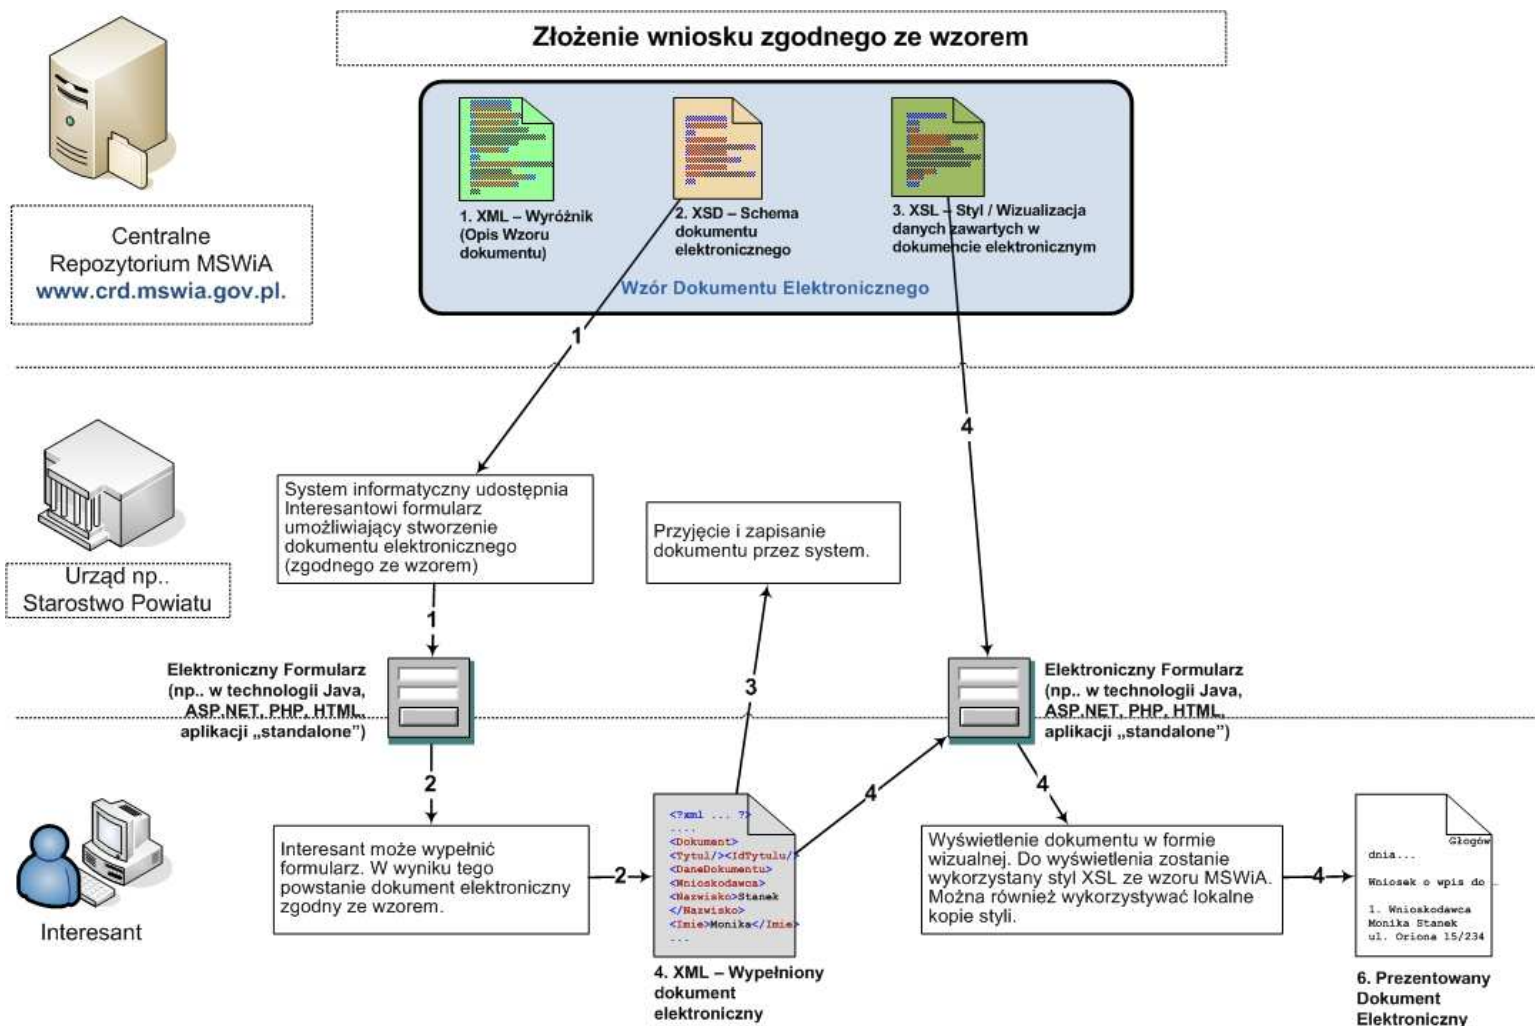 Złożenie wniosku zgodnego ze wzorem
1. XML – Wyróżnik
(Opis Wzoru
dokumentu)
2. XSD – Schema
dokumentu
elektronicznego
3. XSL – Styl / Wizualizacja
danych zawartych w
dokumencie elektronicznym
Wzór Dokumentu Elektronicznego
Centralne
Repozytorium MSWiA
www.crd.mswia.gov.pl.
1
4
Urząd np..
Starostwo Powiatu
System informatyczny udostępnia
Interesantowi formularz
umożliwiający stworzenie
dokumentu elektronicznego
(zgodnego ze wzorem)
Przyjęcie i zapisanie
dokumentu przez system.
1
3
Elektroniczny Formularz
(np.. w technologii Java,
ASP.NET, PHP, HTML,
aplikacji „standalone”)
Elektroniczny Formularz
(np.. w technologii Java,
ASP.NET, PHP, HTML,
aplikacji „standalone”)
2
4
4
Interesant
Interesant może wypełnić
formularz. W wyniku tego
powstanie dokument elektroniczny
zgodny ze wzorem.
2
<?xml ... ?>
....
<Dokument>
<Tytul/><IdTytulu/>
<DaneDokumentu>
<Wnioskodawca>
<Nazwisko>Stanek
</Nazwisko>
<Imie>Monika</Imie>
...
4. XML – Wypełniony
dokument
elektroniczny
Wyświetlenie dokumentu w formie
wizualnej. Do wyświetlenia zostanie
wykorzystany styl XSL ze wzoru MSWiA.
Można również wykorzystywać lokalne
kopie styli.
4
Głogów
dnia...
Wniosek o wpis do …
1. Wnioskodawca
Monika Stanek
ul. Oriona 15/234
6. Prezentowany
Dokument
Elektroniczny